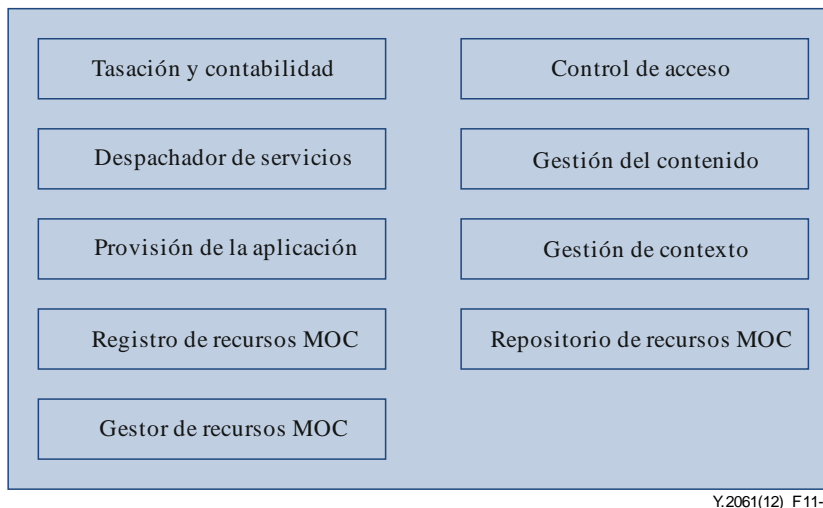 Tasación y contabilidad
Control de acceso
Despachador de servicios
Gestión del contenido
Provisión de la aplicación
Gestión de contexto
Registro de recursos MOC
Repositorio de recursos MOC
Gestor de recursos MOC
Y.2061(12)_F11-